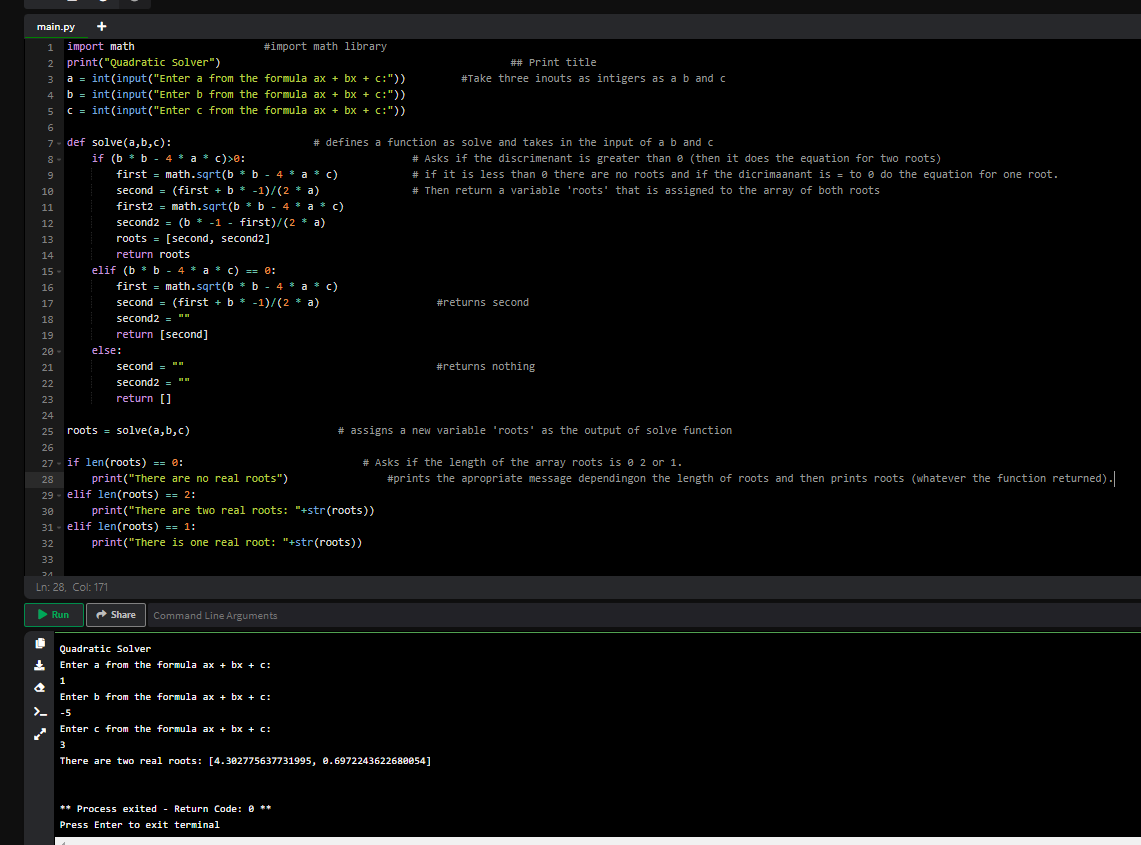 main.py +
1 import math #import math library
2 print("Quadratic Solver") ## Print title
3 a = int(input("Enter a from the formula ax + bx + c:")) #Take three inouts as intigers as a b and c
4 b = int(input("Enter b from the formula ax + bx + c:"))
5 c = int(input("Enter c from the formula ax + bx + c:"))
6
7 def solve(a,b,c): # defines a function as solve and takes in the input of a b and c
8 if (b * b - 4 * a * c)>0: # Asks if the discrimenant is greater than 0 (then it does the equation for two roots)
9 first = math.sqrt(b * b - 4 * a * c) # if it is less than 0 there are no roots and if the dicrimaanant is = to 0 do the equation for one root.
10 second = (first + b * -1)/(2 * a) # Then return a variable 'roots' that is assigned to the array of both roots
11 first2 = math.sqrt(b * b - 4 * a * c)
12 second2 = (b * -1 - first)/(2 * a)
13 roots = [second, second2]
14 return roots
15 elif (b * b - 4 * a * c) == 0:
16 first = math.sqrt(b * b - 4 * a * c)
17 second = (first + b * -1)/(2 * a) #returns second
18 second2 = ""
19 return [second]
20 else:
21 second = "" #returns nothing
22 second2 = ""
23 return []
24
25 roots = solve(a,b,c) # assigns a new variable 'roots' as the output of solve function
26
27 if len(roots) == 0: # Asks if the length of the array roots is 0 2 or 1.
28 print("There are no real roots") #prints the apropriate message dependingon the length of roots and then prints roots (whatever the function returned).
29 elif len(roots) == 2:
30 print("There are two real roots: "+str(roots))
31 elif len(roots) == 1:
32 print("There is one real root: "+str(roots))
33
34
Ln: 28, Col: 171
Run Share Command Line Arguments
Quadratic Solver
Enter a from the formula ax + bx + c:
1
Enter b from the formula ax + bx + c:
-5
Enter c from the formula ax + bx + c:
3
There are two real roots: [4.302775637731995, 0.6972243622680054]
** Process exited - Return Code: 0 **
Press Enter to exit terminal